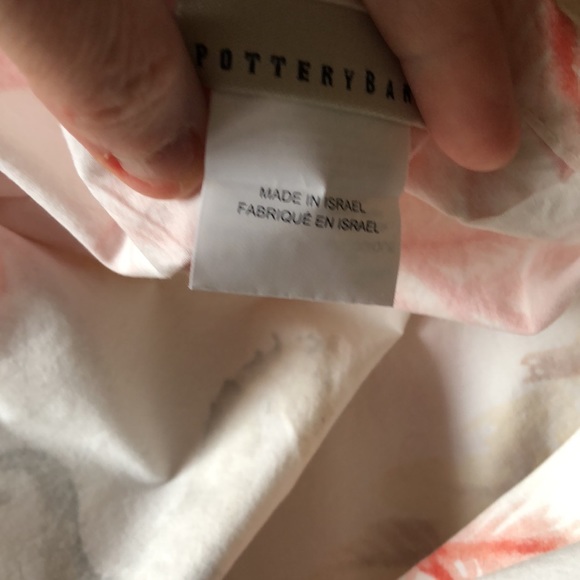 POTTERYBAR
MADE IN ISRAEL
FABRIQUÉ EN ISRAEL